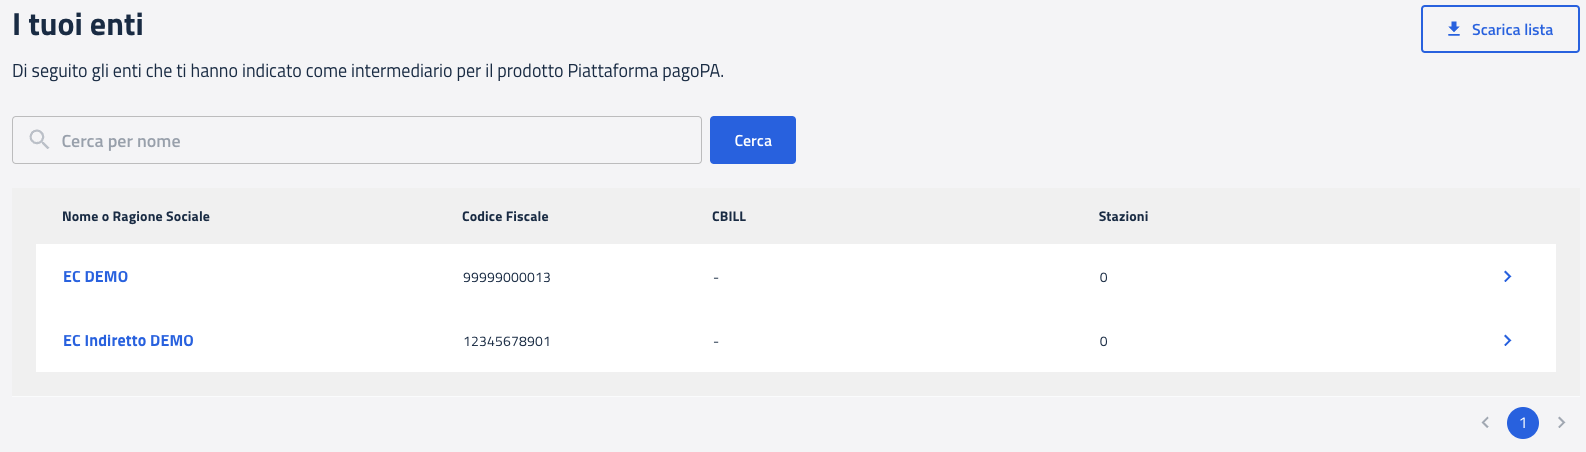 I tuoi enti
Scarica lista
Di seguito gli enti che ti hanno indicato come intermediario per il prodotto Piattaforma pagoPA.
Cerca per nome
Cerca
Nome o Ragione Sociale Codice Fiscale CBILL Stazioni
EC DEMO 99999000013 - 0
EC Indiretto DEMO 12345678901 - 0
1